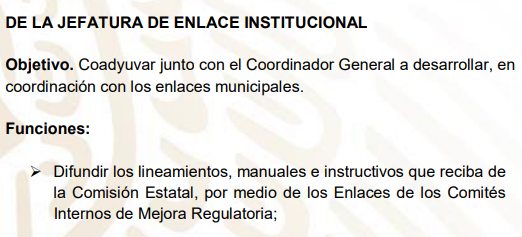 DE LA JEFATURA DE ENLACE INSTITUCIONAL
Objetivo. Coadyuvar junto con el Coordinador General a desarrollar, en
coordinación con los enlaces municipales.
Funciones:
➢ Difundir los lineamientos, manuales e instructivos que reciba de
la Comisión Estatal, por medio de los Enlaces de los Comités
Internos de Mejora Regulatoria;